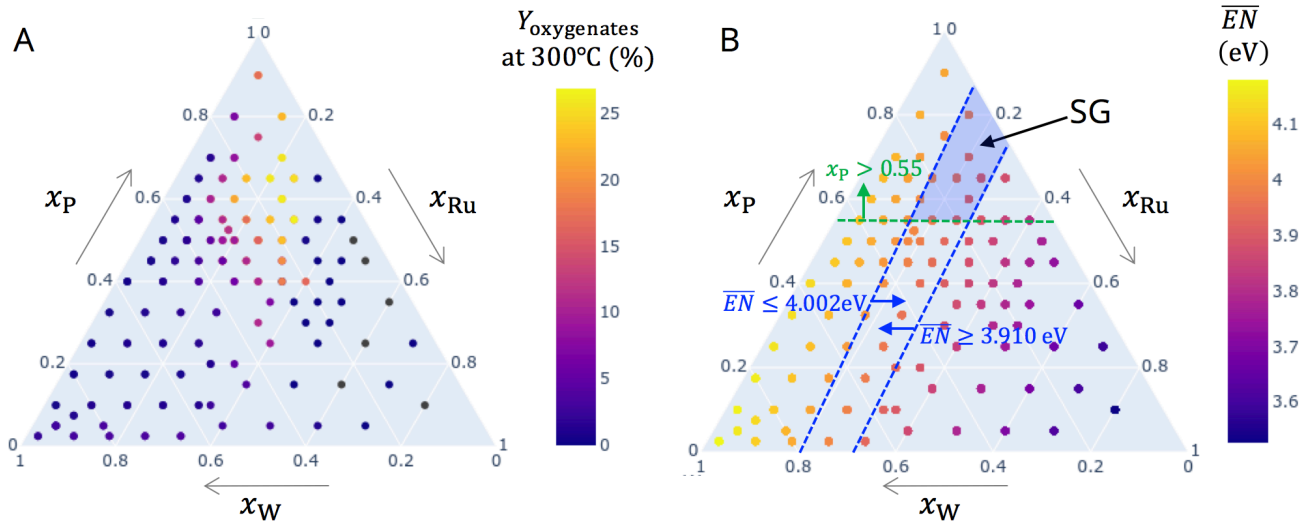 A
Y_oxygenates
at 300°C (%)
25
20
15
10
5
0
1 0
0.8
0.2
x_P
0.6
0.4
x_Ru
0.4
0.6
0.2
0.8
0
1
1
0.8
0.6
0.4
0.2
0
x_W
B
EN̅
(eV)
4.1
4
3.9
3.8
3.7
3.6
1 0
0.8
0.2
SG
x_P > 0.55
x_P
0.6
0.4
x_Ru
0.4
0.6
EN̅ ≤ 4.002eV
EN̅ ≥ 3.910 eV
0.2
0.8
0
1
1
0.8
0.6
0.4
0.2
0
x_W